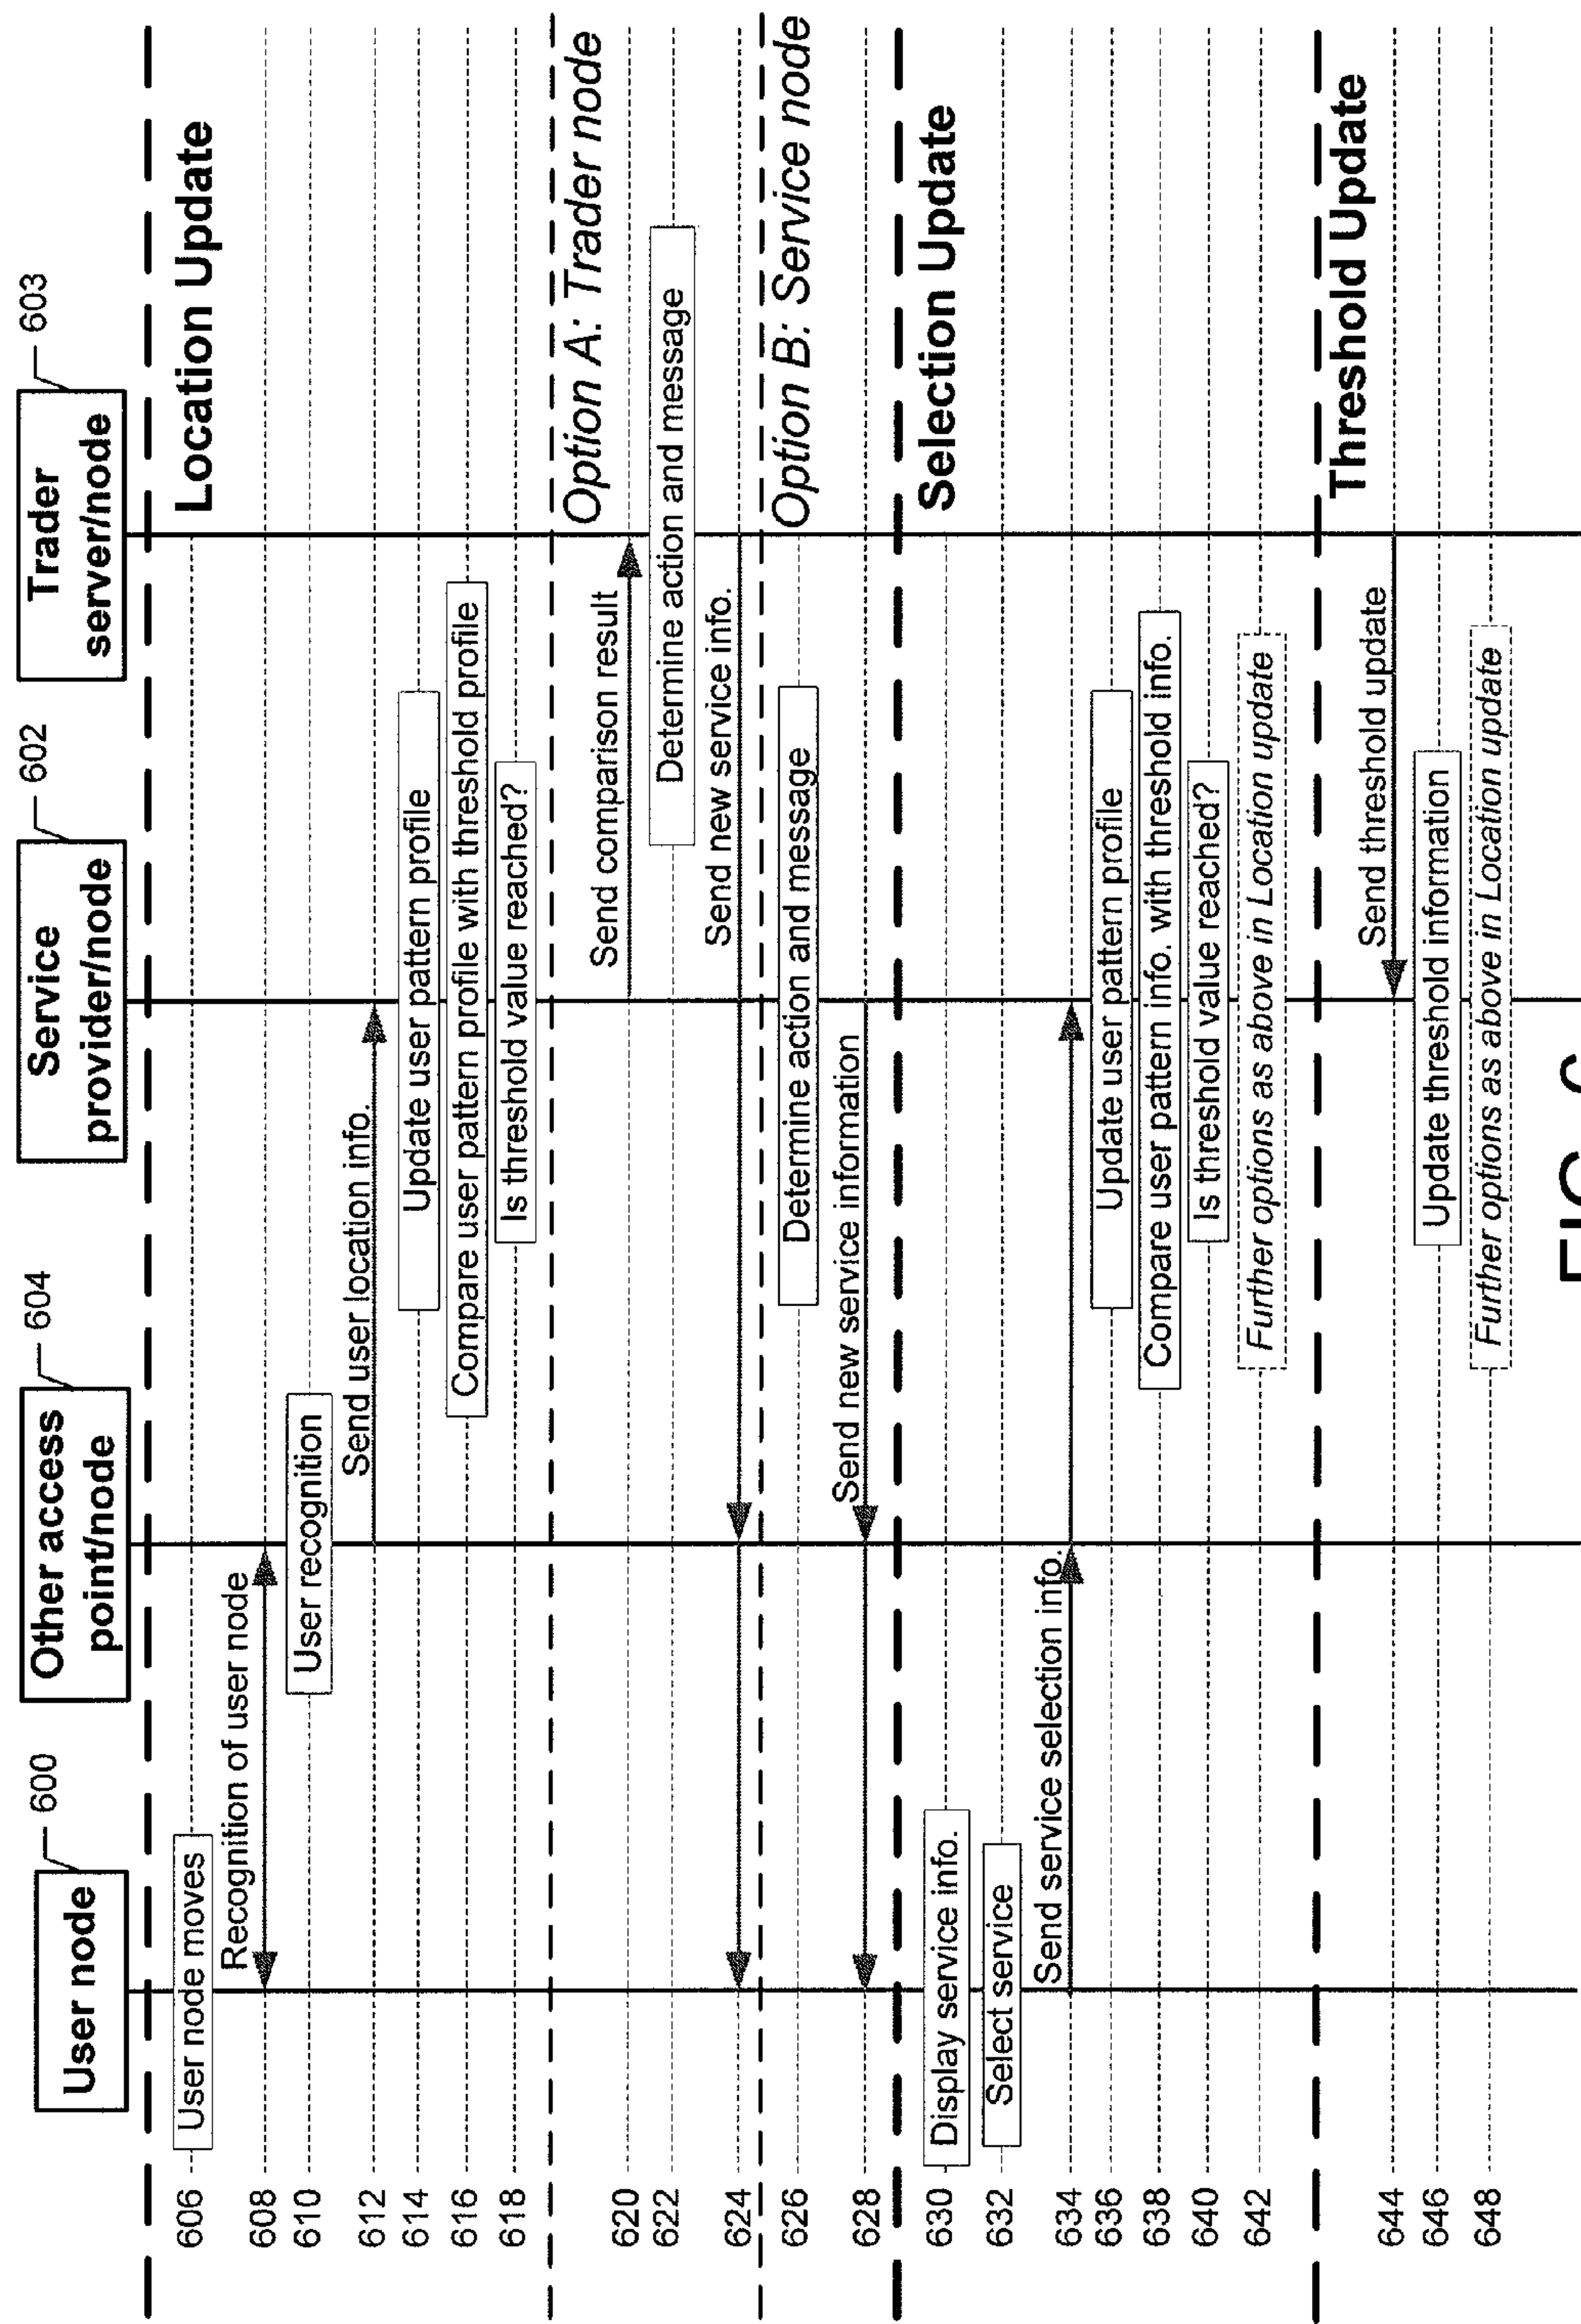 User node
600
Other access
point/node
604
Service
provider/node
602
Trader
server/node
603
Location Update
606
User node moves
608
Recognition of user node
610
User recognition
612
Send user location info.
614
Update user pattern profile
616
Compare user pattern profile with threshold profile
618
Is threshold value reached?
Option A: Trader node
620
Send comparison result
622
Determine action and message
624
Send new service info.
Option B: Service node
626
Determine action and message
628
Send new service information
Selection Update
630
Display service info.
632
Select service
634
Send service selection info.
636
Update user pattern profile
638
Compare user pattern info. with threshold info.
640
Is threshold value reached?
642
Further options as above in Location update
Threshold Update
644
Send threshold update
646
Update threshold information
648
Further options as above in Location update